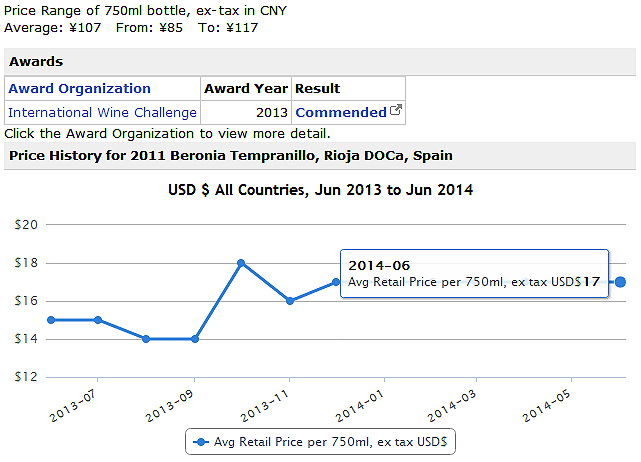 Price Range of 750ml bottle, ex-tax in CNY
Average: ¥107 From: ¥85 To: ¥117
Awards
Award Organization Award Year Result
International Wine Challenge 2013 Commended
Click the Award Organization to view more detail.
Price History for 2011 Beronia Tempranillo, Rioja DOCa, Spain
USD $ All Countries, Jun 2013 to Jun 2014
$20
$18
$16
$14
$12
2014-06
Avg Retail Price per 750ml, ex tax USD$ 17
2013-07
2013-09
2013-11
2014-01
2014-03
2014-05
Avg Retail Price per 750ml, ex tax USD$